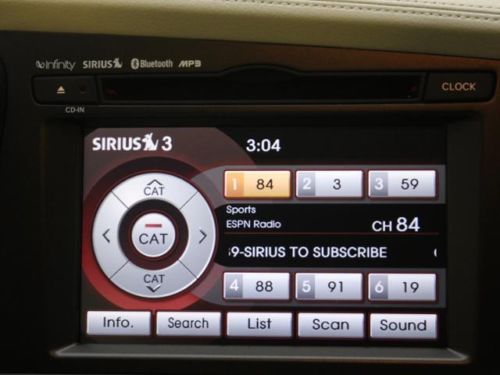 Infinity SIRIUS Bluetooth MP3
CLOCK
CD-IN
SIRIUS 3
3:04
CAT
CAT
CAT
1 84 2 3 3 59
Sports
ESPN Radio CH 84
9-SIRIUS TO SUBSCRIBE
4 88 5 91 6 19
Info. Search List Scan Sound